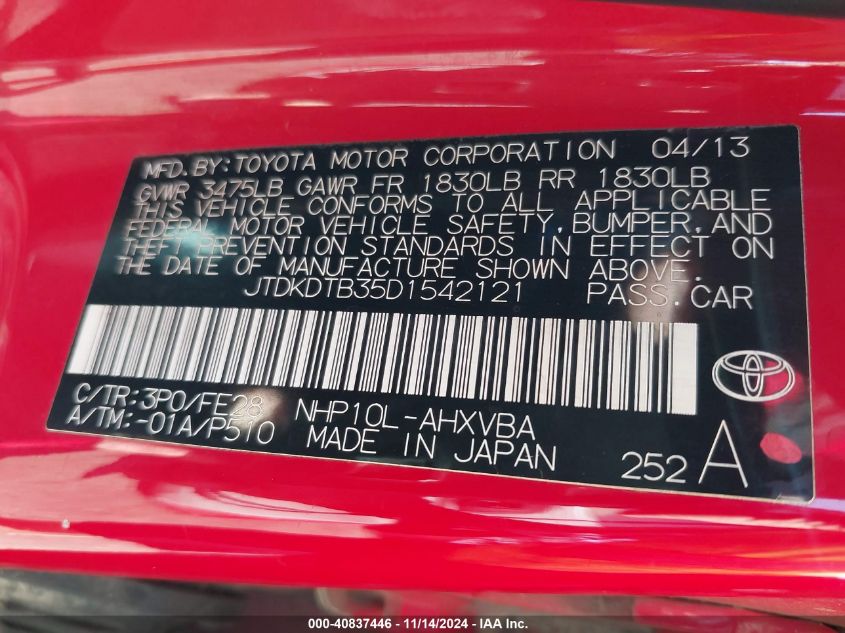 MFD. BY: TOYOTA MOTOR CORPORATION 04/13
GVWR 3475LB GAWR FR 1830LB RR 1830LB
THIS VEHICLE CONFORMS TO ALL APPLICABLE
FEDERAL MOTOR VEHICLE SAFETY, BUMPER, AND
THEFT PREVENTION STANDARDS IN EFFECT ON
THE DATE OF MANUFACTURE SHOWN ABOVE.
JTDKDTB35D1542121 PASS. CAR
C/TR: 3P0/FE28 NHP10L-AHXVBA
A/TM: -01A/P510 MADE IN JAPAN
252 A
000-40837446 - 11/14/2024 - IAA Inc.